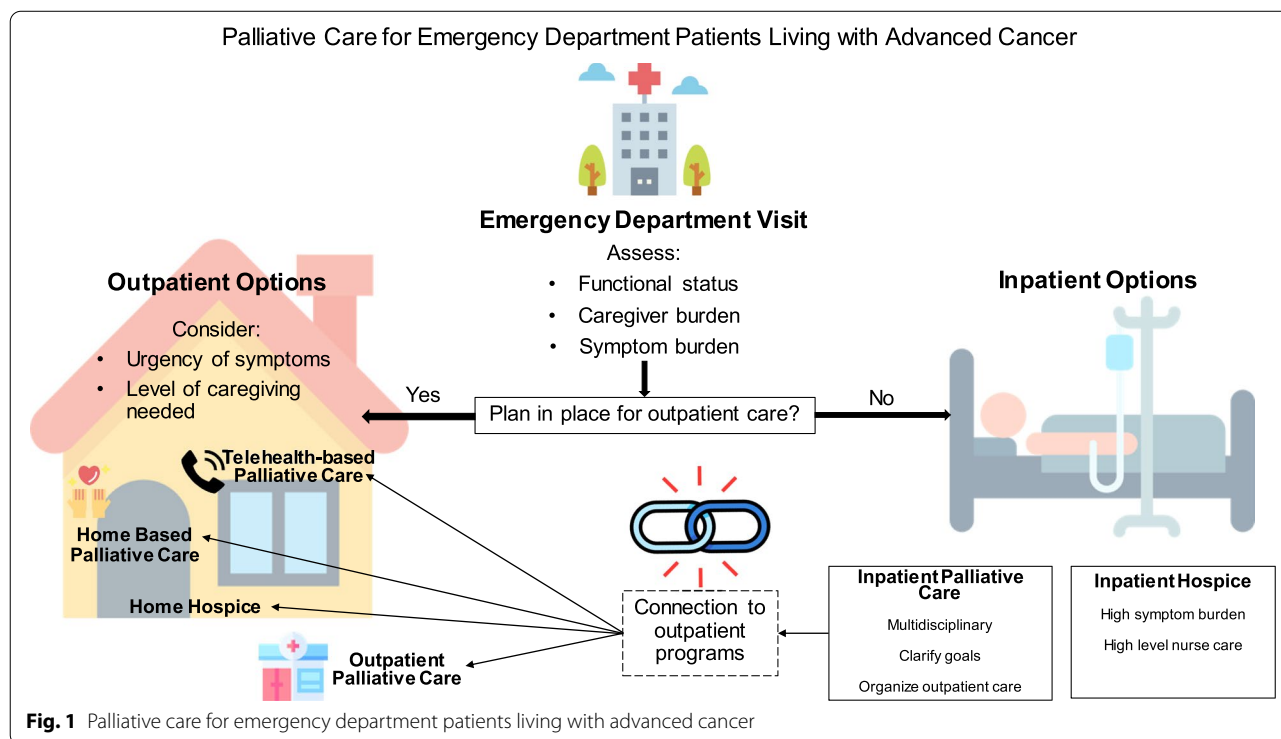 Palliative Care for Emergency Department Patients Living with Advanced Cancer
Emergency Department Visit
Assess:
• Functional status
• Caregiver burden
• Symptom burden
Plan in place for outpatient care?
Yes
No
Outpatient Options
Consider:
• Urgency of symptoms
• Level of caregiving
needed
Telehealth-based
Palliative Care
Home Based
Palliative Care
Home Hospice
Outpatient
Palliative Care
Connection to
outpatient
programs
Inpatient Options
Inpatient Palliative
Care
Multidisciplinary
Clarify goals
Organize outpatient care
Inpatient Hospice
High symptom burden
High level nurse care
Fig. 1 Palliative care for emergency department patients living with advanced cancer